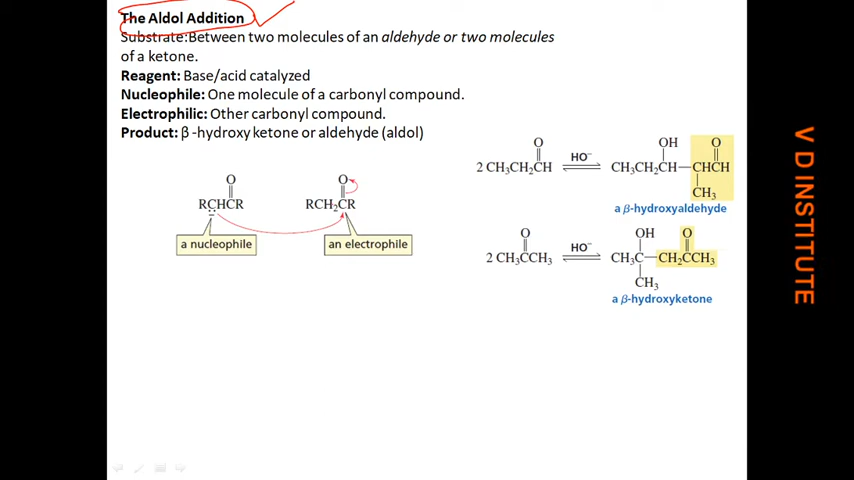 The Aldol Addition
Substrate:Between two molecules of an aldehyde or two molecules
of a ketone.
Reagent: Base/acid catalyzed
Nucleophile: One molecule of a carbonyl compound.
Electrophilic: Other carbonyl compound.
Product: β -hydroxy ketone or aldehyde (aldol)
O
RCHCR
a nucleophile
O
RCH₂CR
an electrophile
O
2 CH₃CH₂CH
HO⁻
OH O
CH₃CH₂CH—CHCH
CH₃
a β-hydroxyaldehyde
O
2 CH₃CCH₃
HO⁻
OH O
CH₃C—CH₂CCH₃
CH₃
a β-hydroxyketone
V D INSTITUTE